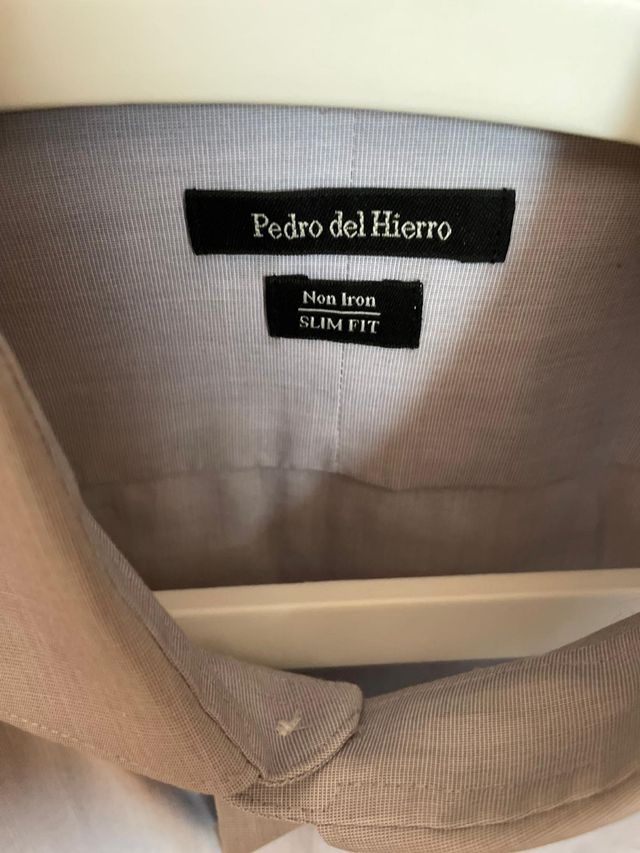 Pedro del Hierro
Non Iron
SLIM FIT